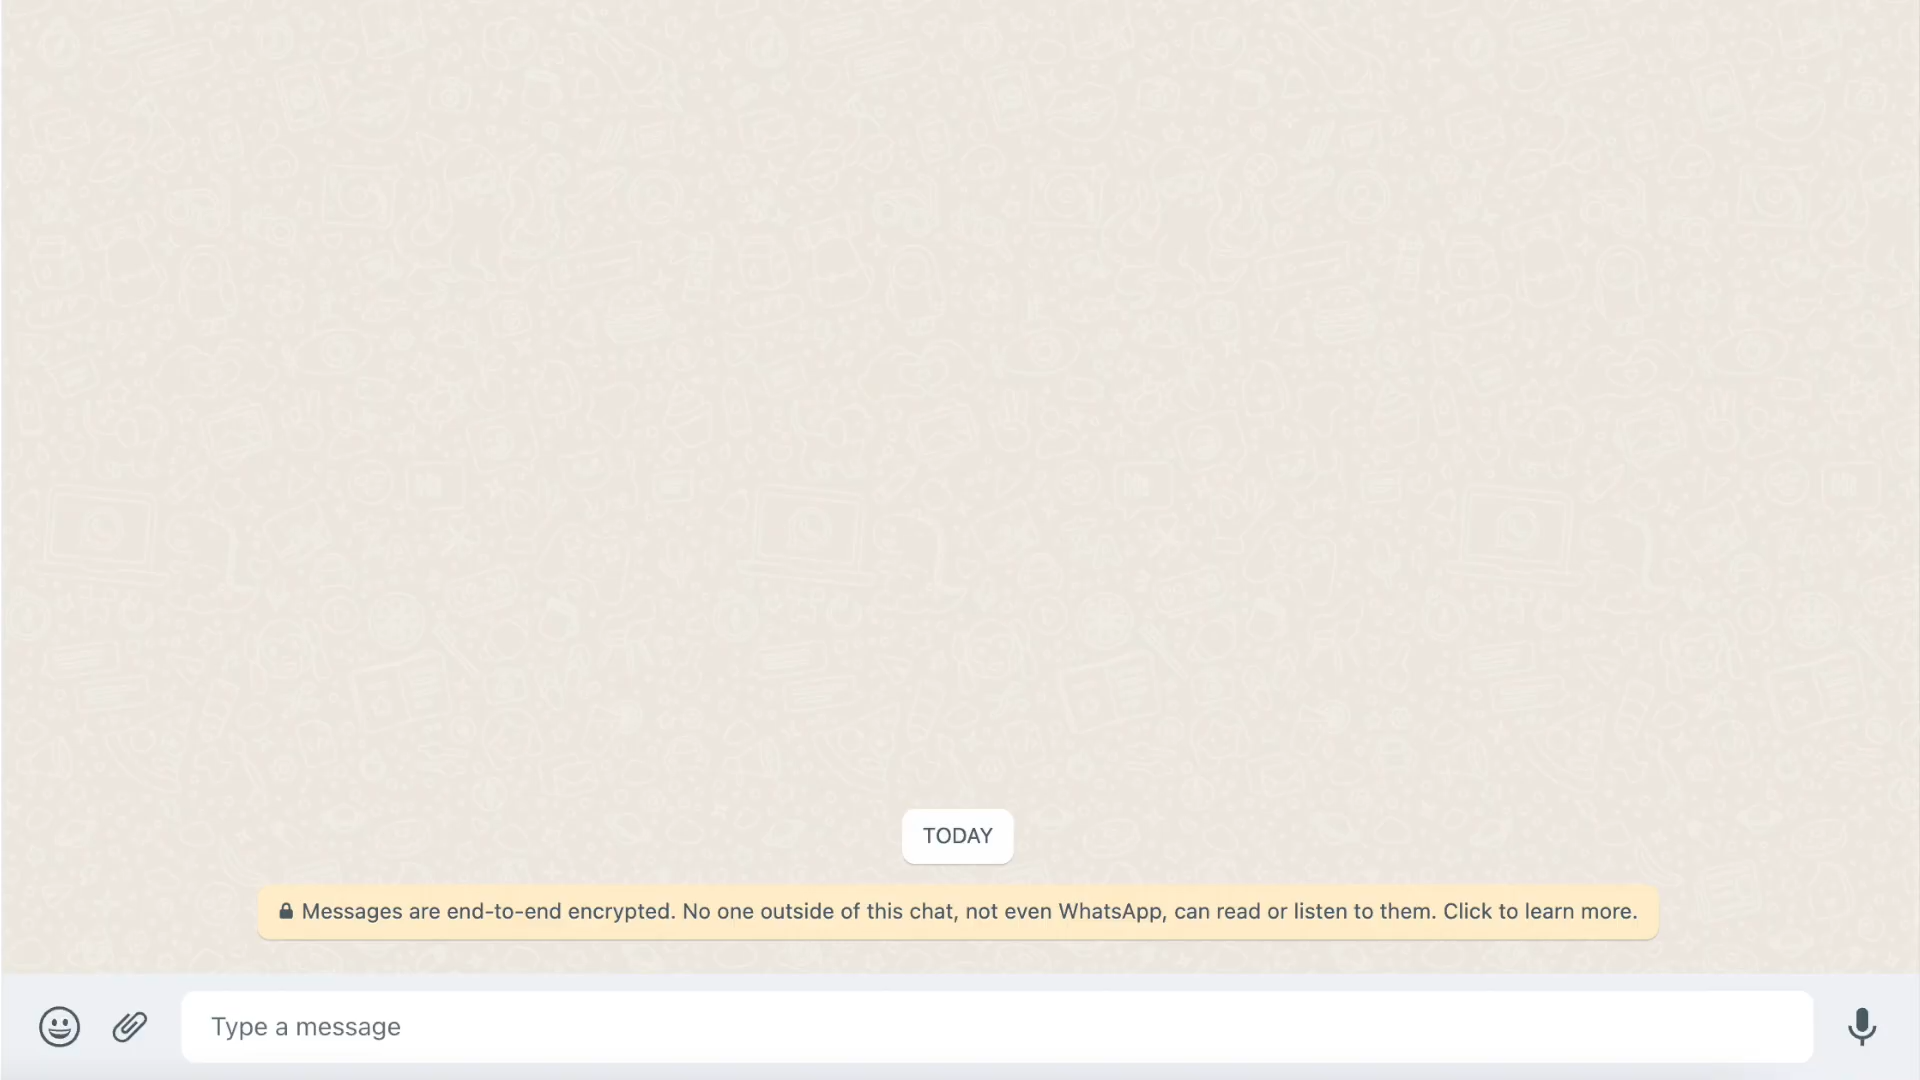 TODAY
Messages are end-to-end encrypted. No one outside of this chat, not even WhatsApp, can read or listen to them. Click to learn more.
Type a message